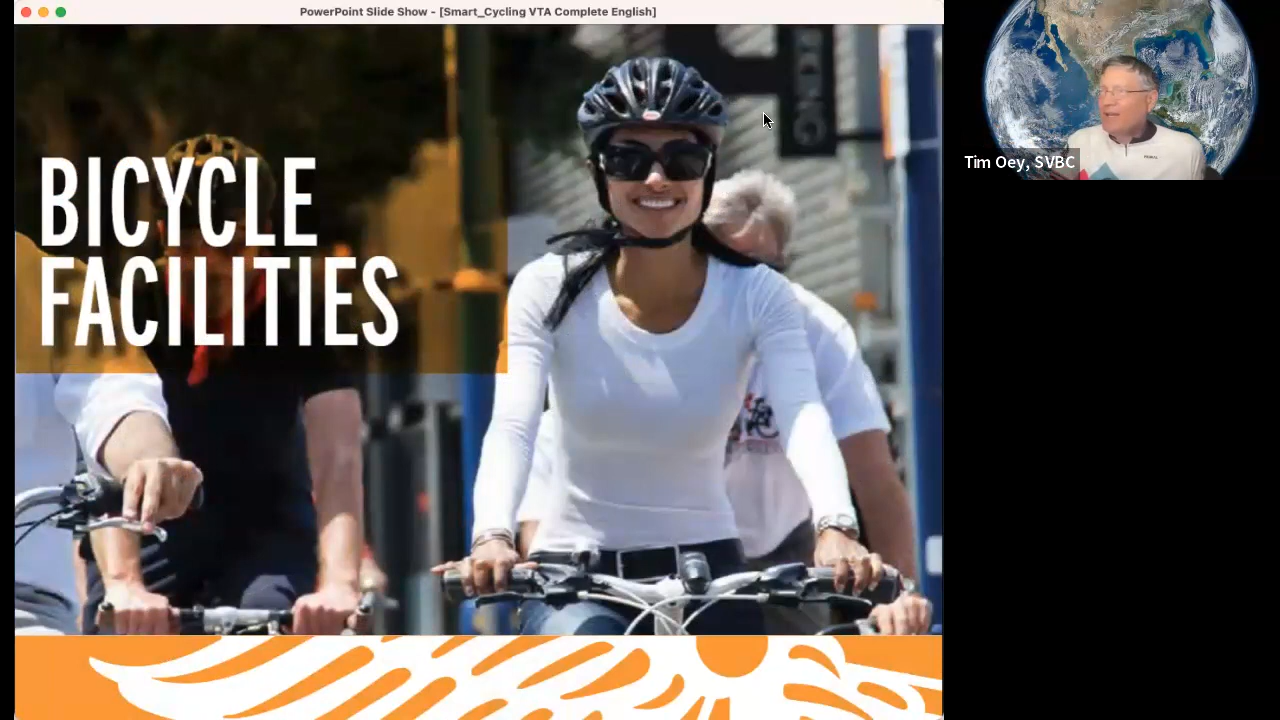 PowerPoint Slide Show - [Smart_Cycling VTA Complete English]
BICYCLE
FACILITIES
Tim Oey, SVBC